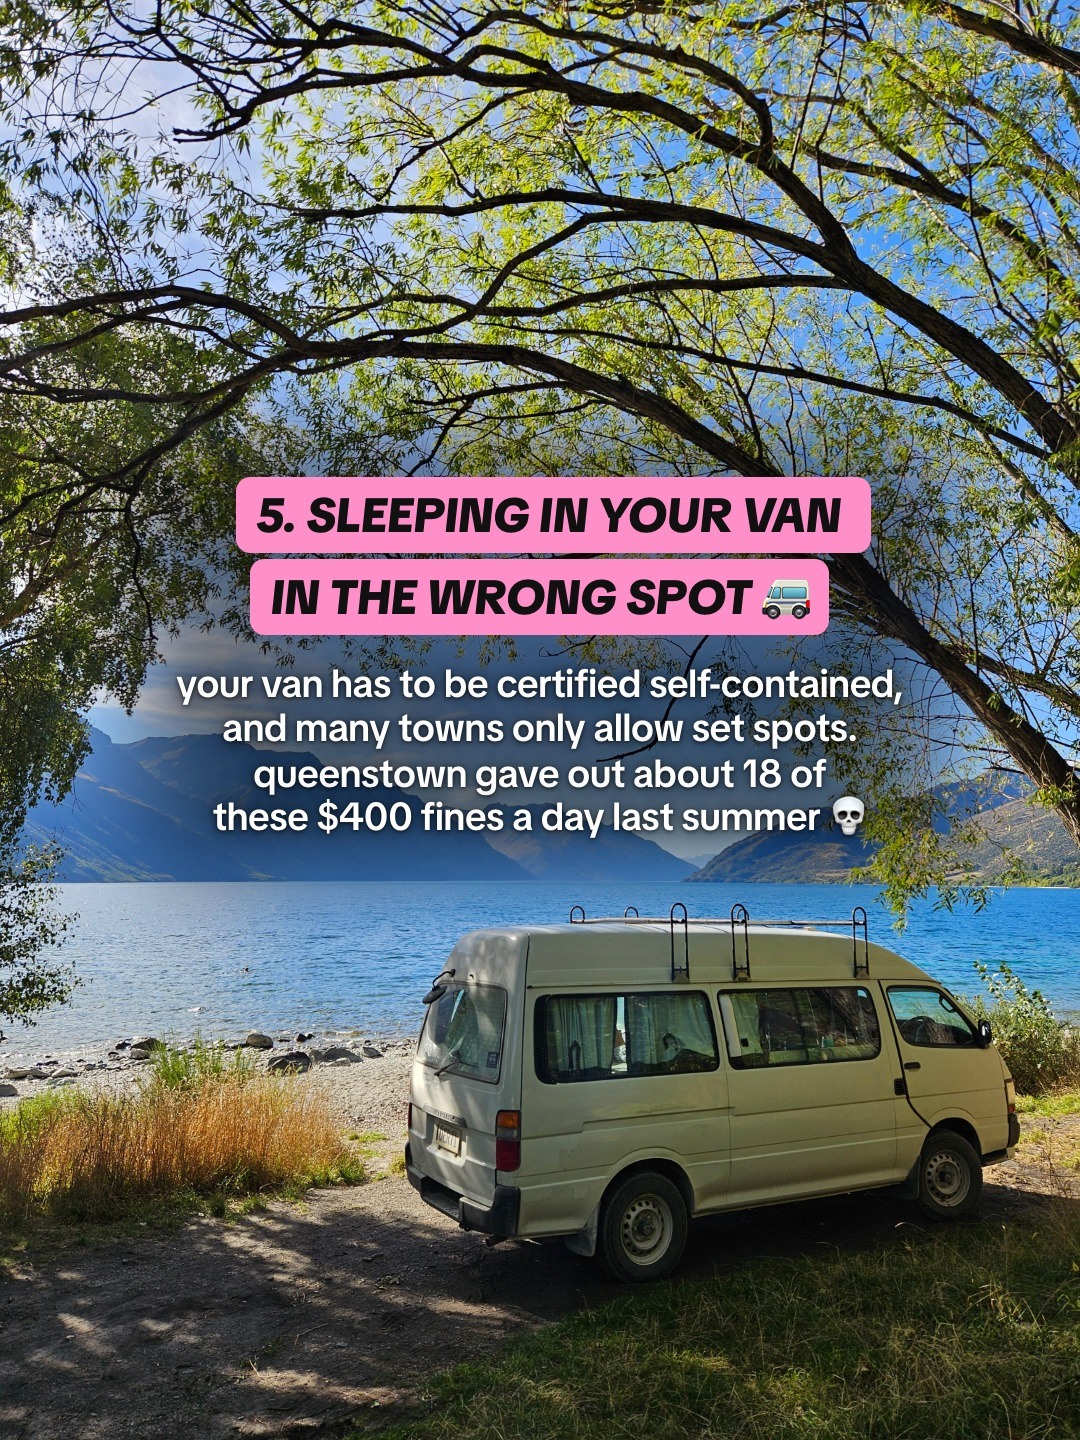 5. SLEEPING IN YOUR VAN
IN THE WRONG SPOT 🚐
your van has to be certified self-contained,
and many towns only allow set spots.
queenstown gave out about 18 of
these $400 fines a day last summer 💀